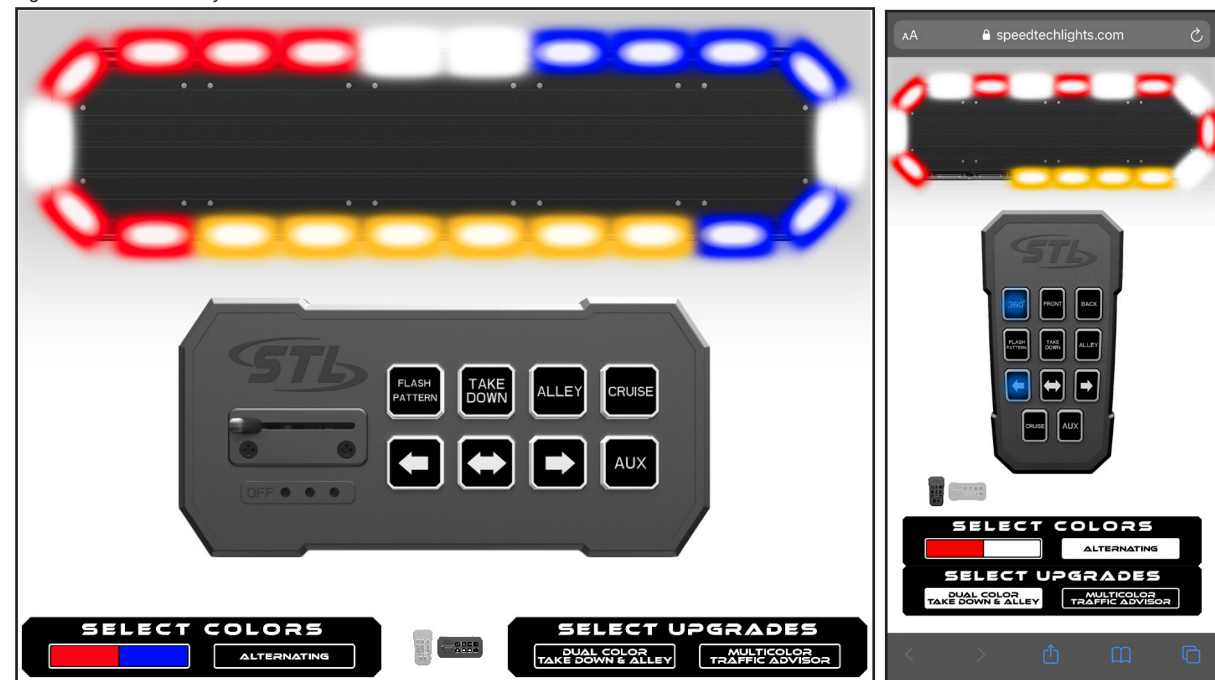 STL
FLASH
PATTERN
TAKE
DOWN
ALLEY
CRUISE
AUX
OFF
SELECT COLORS
ALTERNATING
SELECT UPGRADES
DUAL COLOR
TAKE DOWN & ALLEY
MULTICOLOR
TRAFFIC ADVISOR
AA
speedtechlights.com
STL
360°
FRONT
BACK
FLASH
PATTERN
TAKE
DOWN
ALLEY
CRUISE
AUX
SELECT COLORS
ALTERNATING
SELECT UPGRADES
DUAL COLOR
TAKE DOWN & ALLEY
MULTICOLOR
TRAFFIC ADVISOR